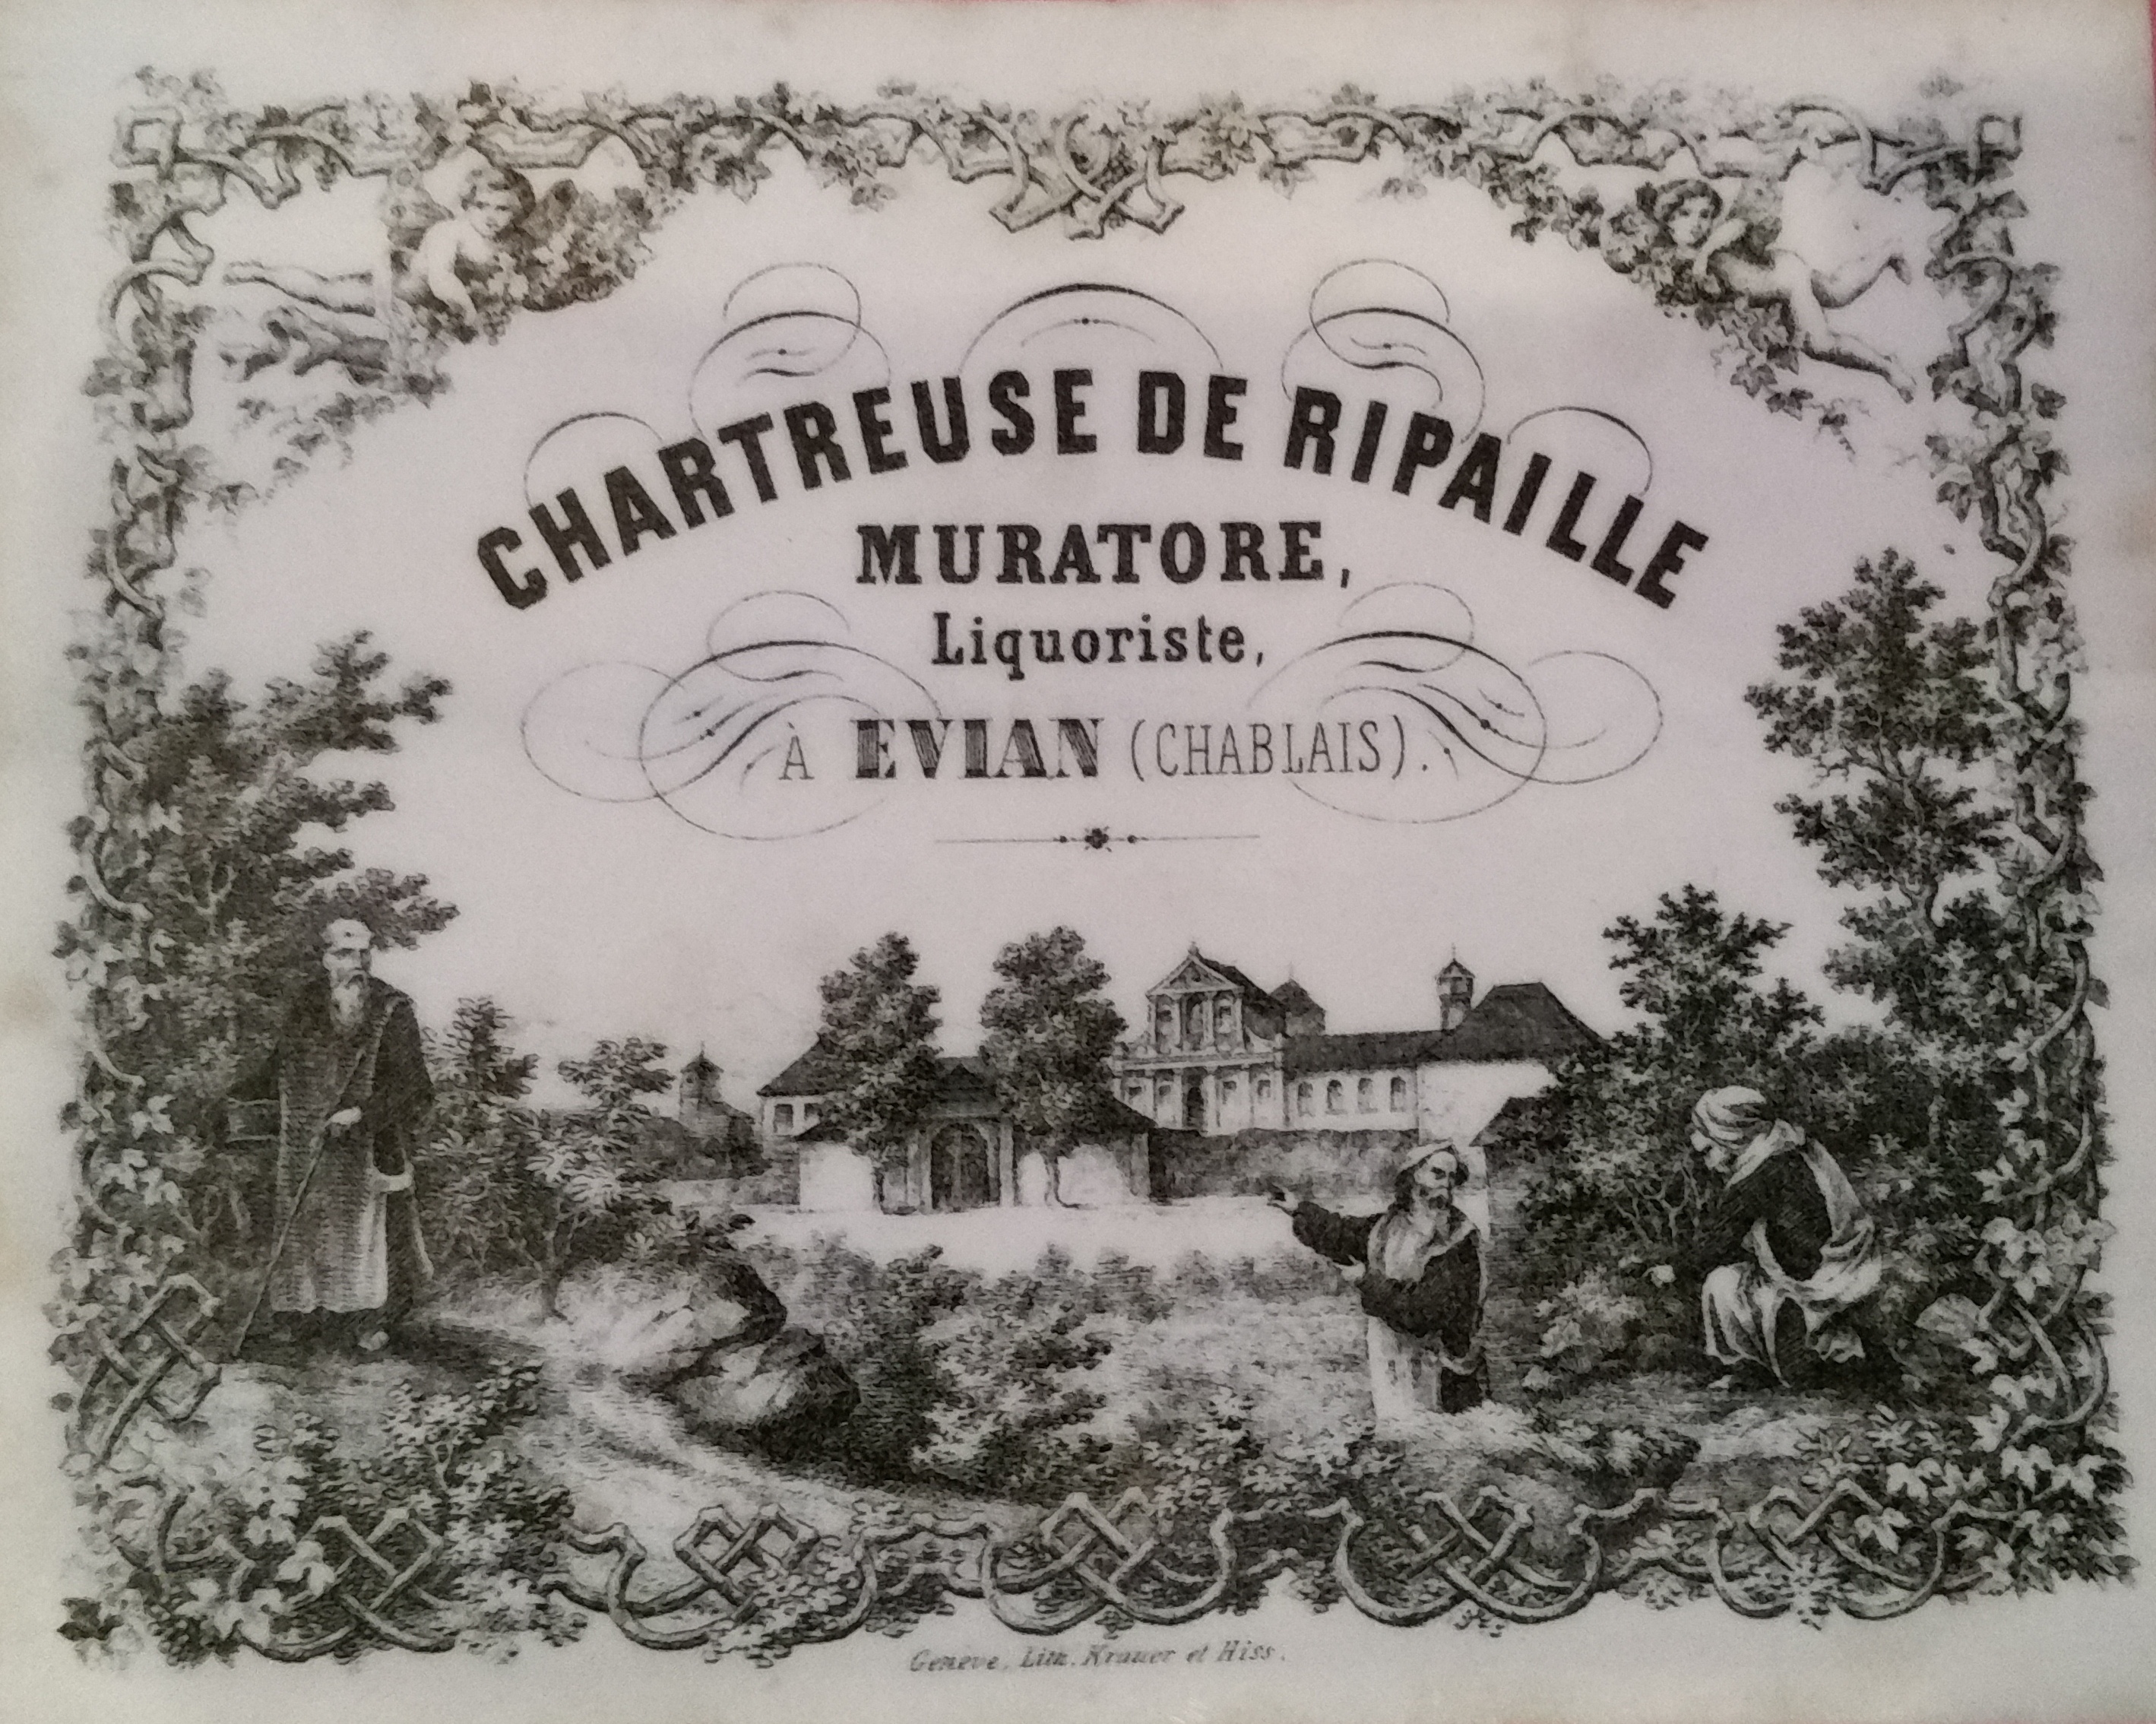 CHARTREUSE DE RIPAILLE
MURATORE,
Liquoriste,
À EVIAN (CHABLAIS).
Genève, Lith. Krauer et Hiss.